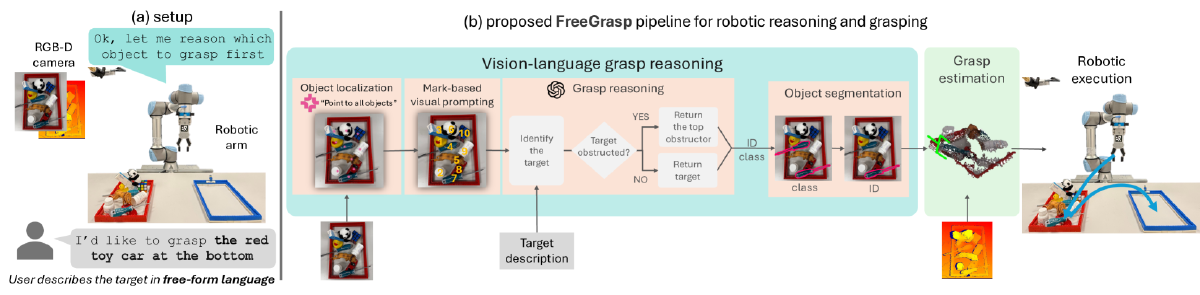 (a) setup
RGB-D
camera
Ok, let me reason which
object to grasp first
Robotic
arm
I'd like to grasp the red
toy car at the bottom
User describes the target in free-form language
(b) proposed FreeGrasp pipeline for robotic reasoning and grasping
Vision-language grasp reasoning
Object localization
"Point to all objects"
Mark-based
visual prompting
10
4
9
5
8
7
Grasp reasoning
Identify
the
target
Target
obstructed?
YES
NO
Return
the top
obstructor
Return
target
ID
class
Object segmentation
class
ID
Target
description
Grasp
estimation
Robotic
execution